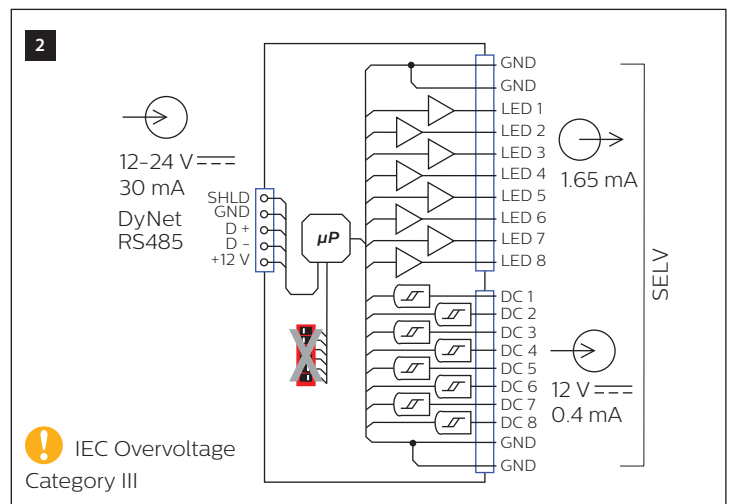 2
12-24 V
30 mA
DyNet
RS485
SHLD
GND
D +
D -
+12 V
µP
GND
GND
LED 1
LED 2
LED 3
LED 4
LED 5
LED 6
LED 7
LED 8
1.65 mA
DC 1
DC 2
DC 3
DC 4
DC 5
DC 6
DC 7
DC 8
GND
GND
12 V
0.4 mA
SELV
! IEC Overvoltage
Category III